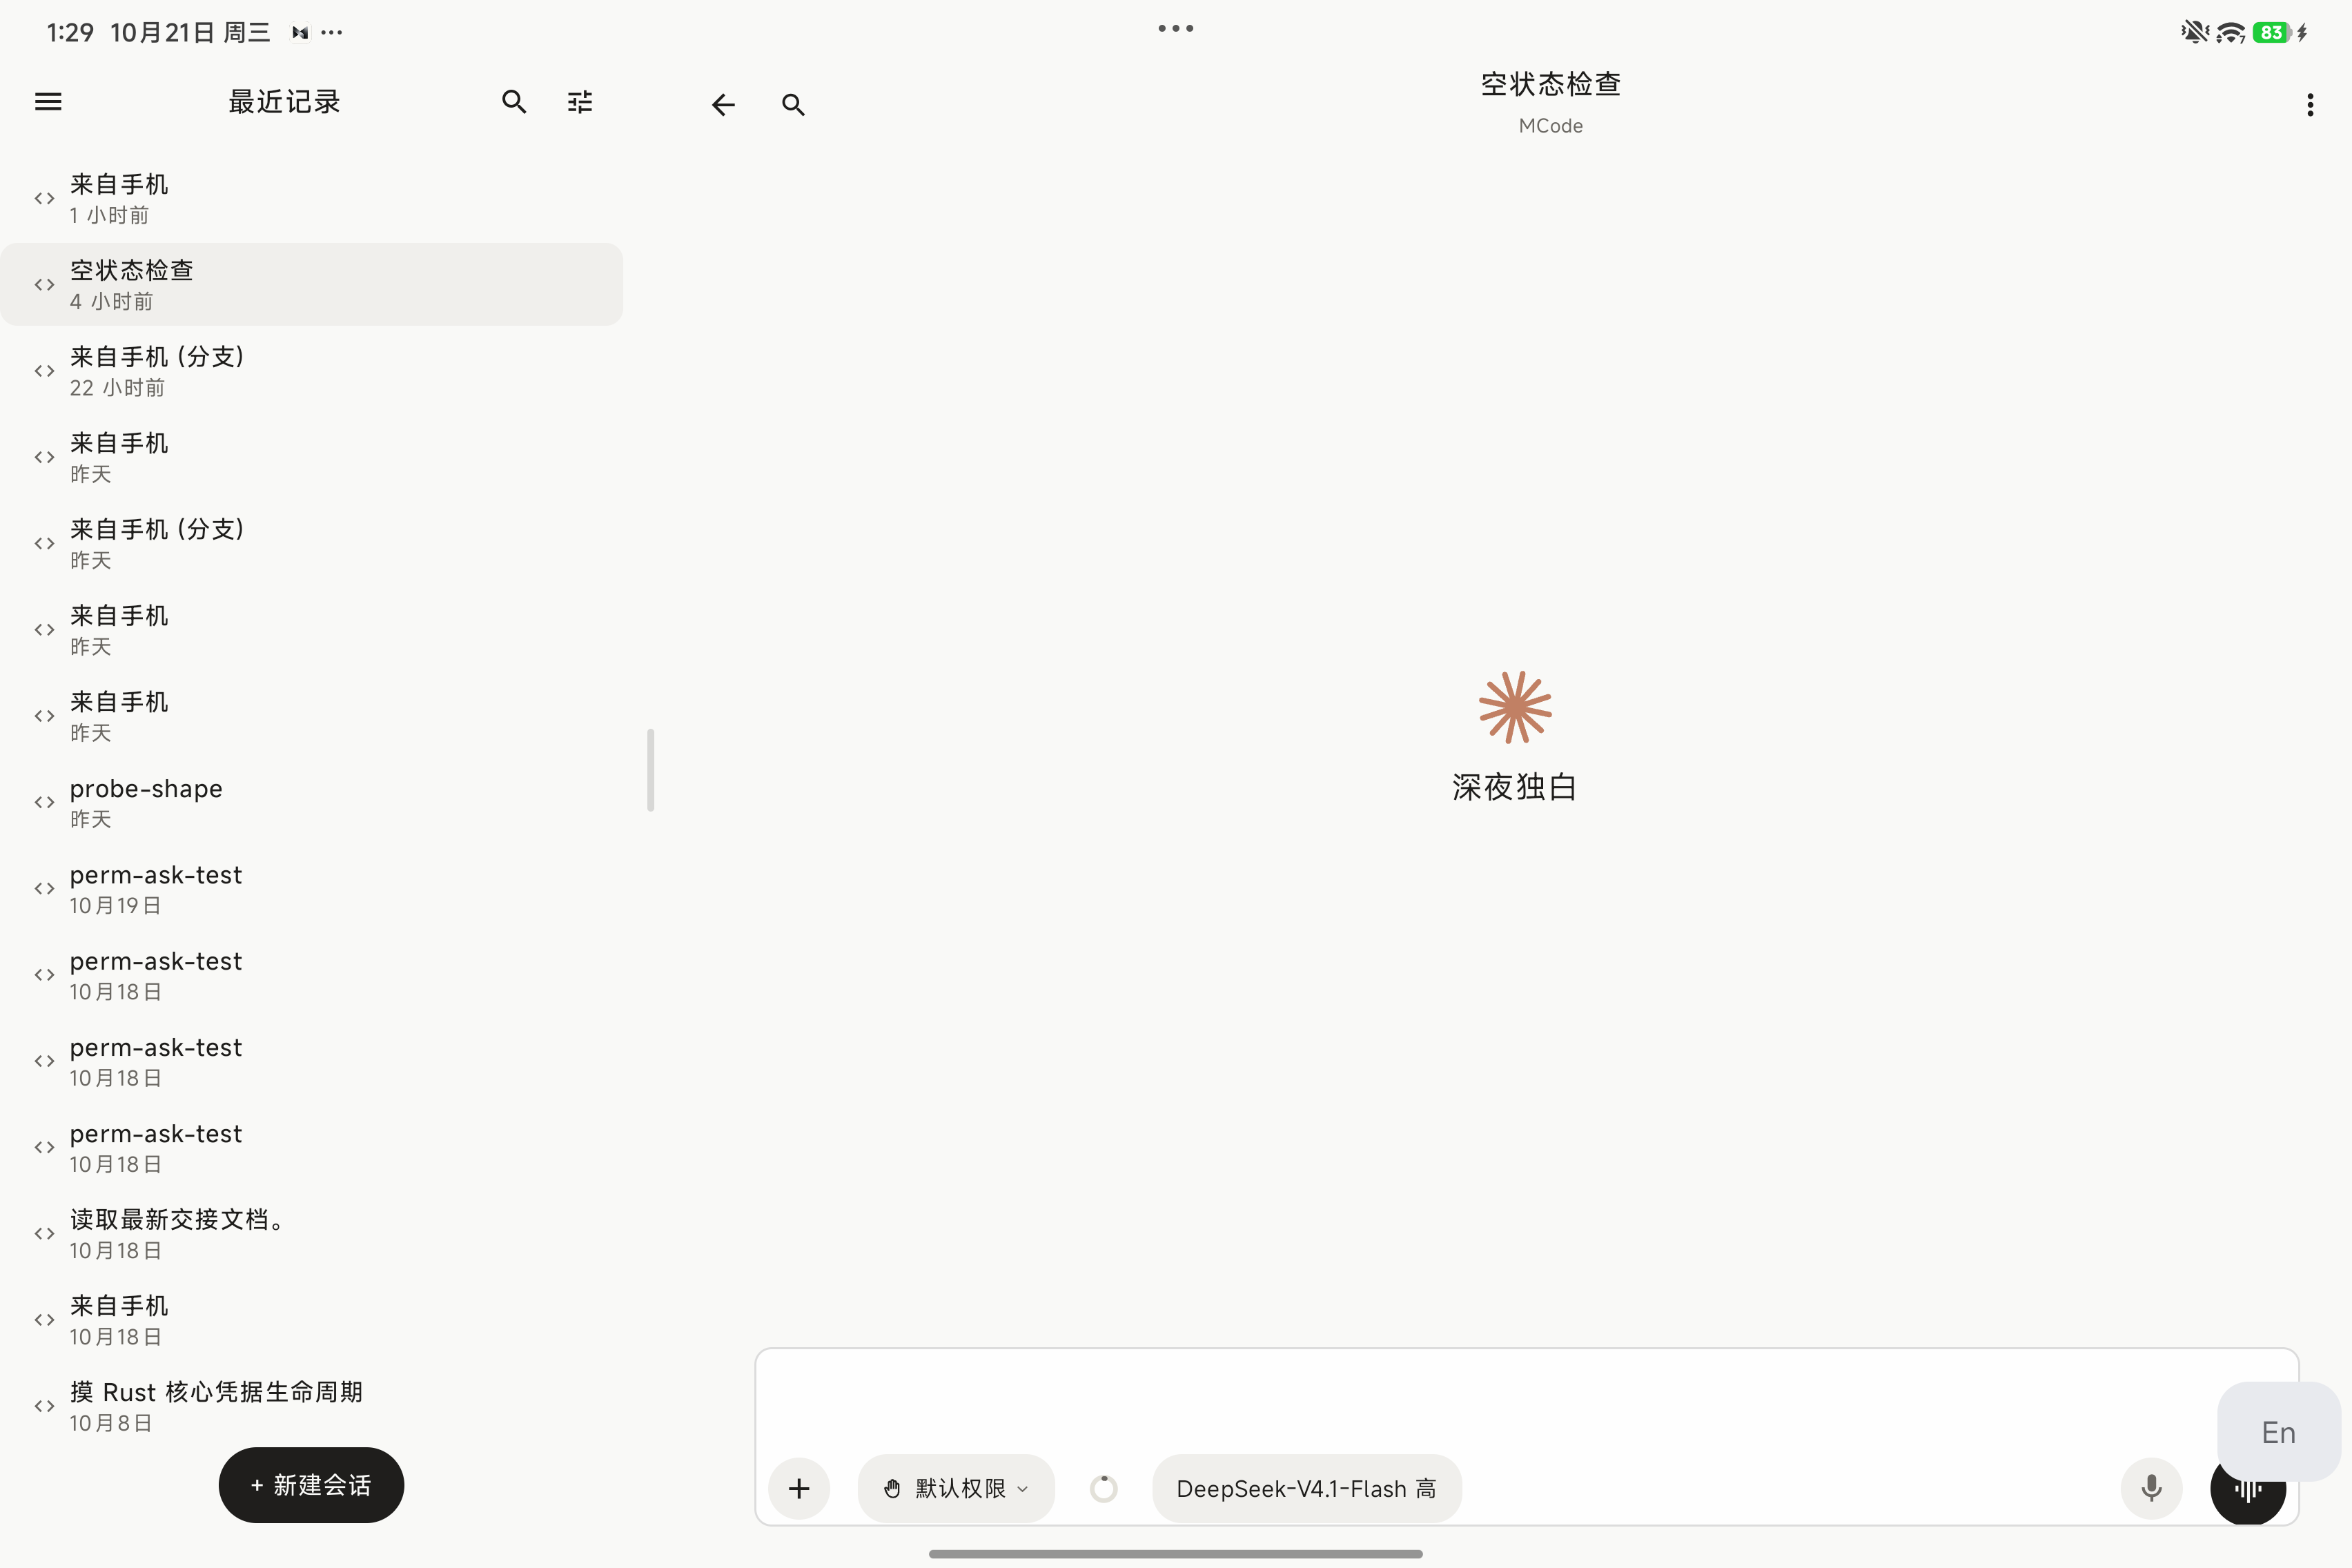 1:29 10月21日 周三
83
最近记录
空状态检查
MCode
来自手机
1 小时前
空状态检查
4 小时前
来自手机 (分支)
22 小时前
来自手机
昨天
来自手机 (分支)
昨天
来自手机
昨天
来自手机
昨天
probe-shape
昨天
perm-ask-test
10月19日
perm-ask-test
10月18日
perm-ask-test
10月18日
perm-ask-test
10月18日
读取最新交接文档。
10月18日
来自手机
10月18日
摸 Rust 核心凭据生命周期
10月8日
+ 新建会话
深夜独白
默认权限
DeepSeek-V4.1-Flash 高
En